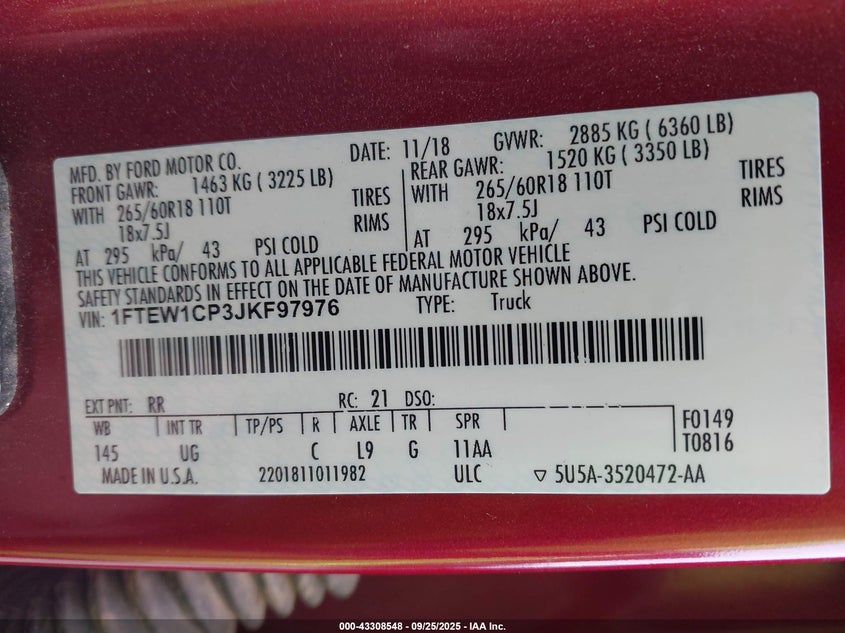 MFD. BY FORD MOTOR CO. DATE: 11/18 GVWR: 2885 KG ( 6360 LB)
FRONT GAWR: 1463 KG ( 3225 LB) REAR GAWR: 1520 KG ( 3350 LB)
WITH 265/60R18 110T TIRES WITH 265/60R18 110T TIRES
18x7.5J RIMS 18x7.5J RIMS
AT 295 kPa/ 43 PSI COLD AT 295 kPa/ 43 PSI COLD
THIS VEHICLE CONFORMS TO ALL APPLICABLE FEDERAL MOTOR VEHICLE
SAFETY STANDARDS IN EFFECT ON THE DATE OF MANUFACTURE SHOWN ABOVE.
VIN: 1FTEW1CP3JKF97976 TYPE: Truck
EXT PNT: RR RC: 21 DSO:
WB INT TR TP/PS R AXLE TR SPR F0149
145 UG C L9 G 11AA T0816
MADE IN U.S.A. 2201811011982 ULC ▽ 5U5A-3520472-AA
000-43308548 - 09/25/2025 - IAA Inc.